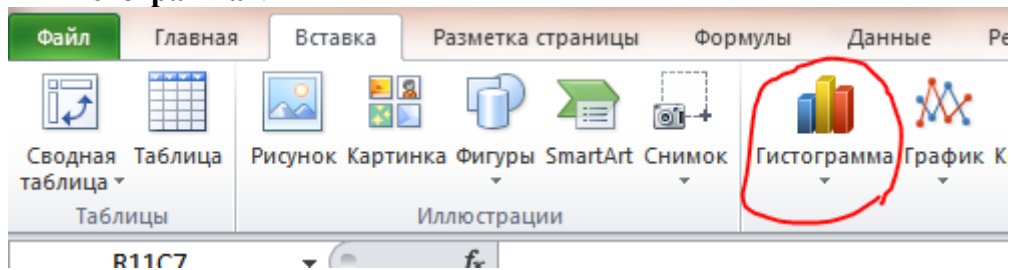 Файл Главная Вставка Разметка страницы Формулы Данные
Сводная таблица Таблица Рисунок Картинка Фигуры SmartArt Снимок Гистограмма График
Таблицы Иллюстрации
R11C7 fx